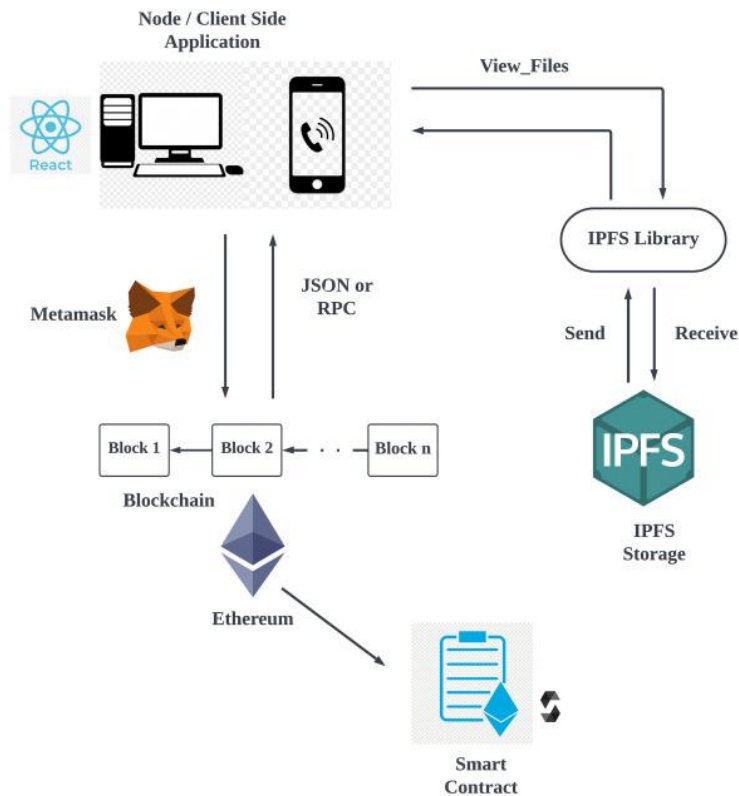 Node / Client Side
Application
View_Files
React
IPFS Library
Metamask
JSON or
RPC
Send
Receive
Block 1
Block 2
Block n
Blockchain
IPFS
IPFS
Storage
Ethereum
Smart
Contract